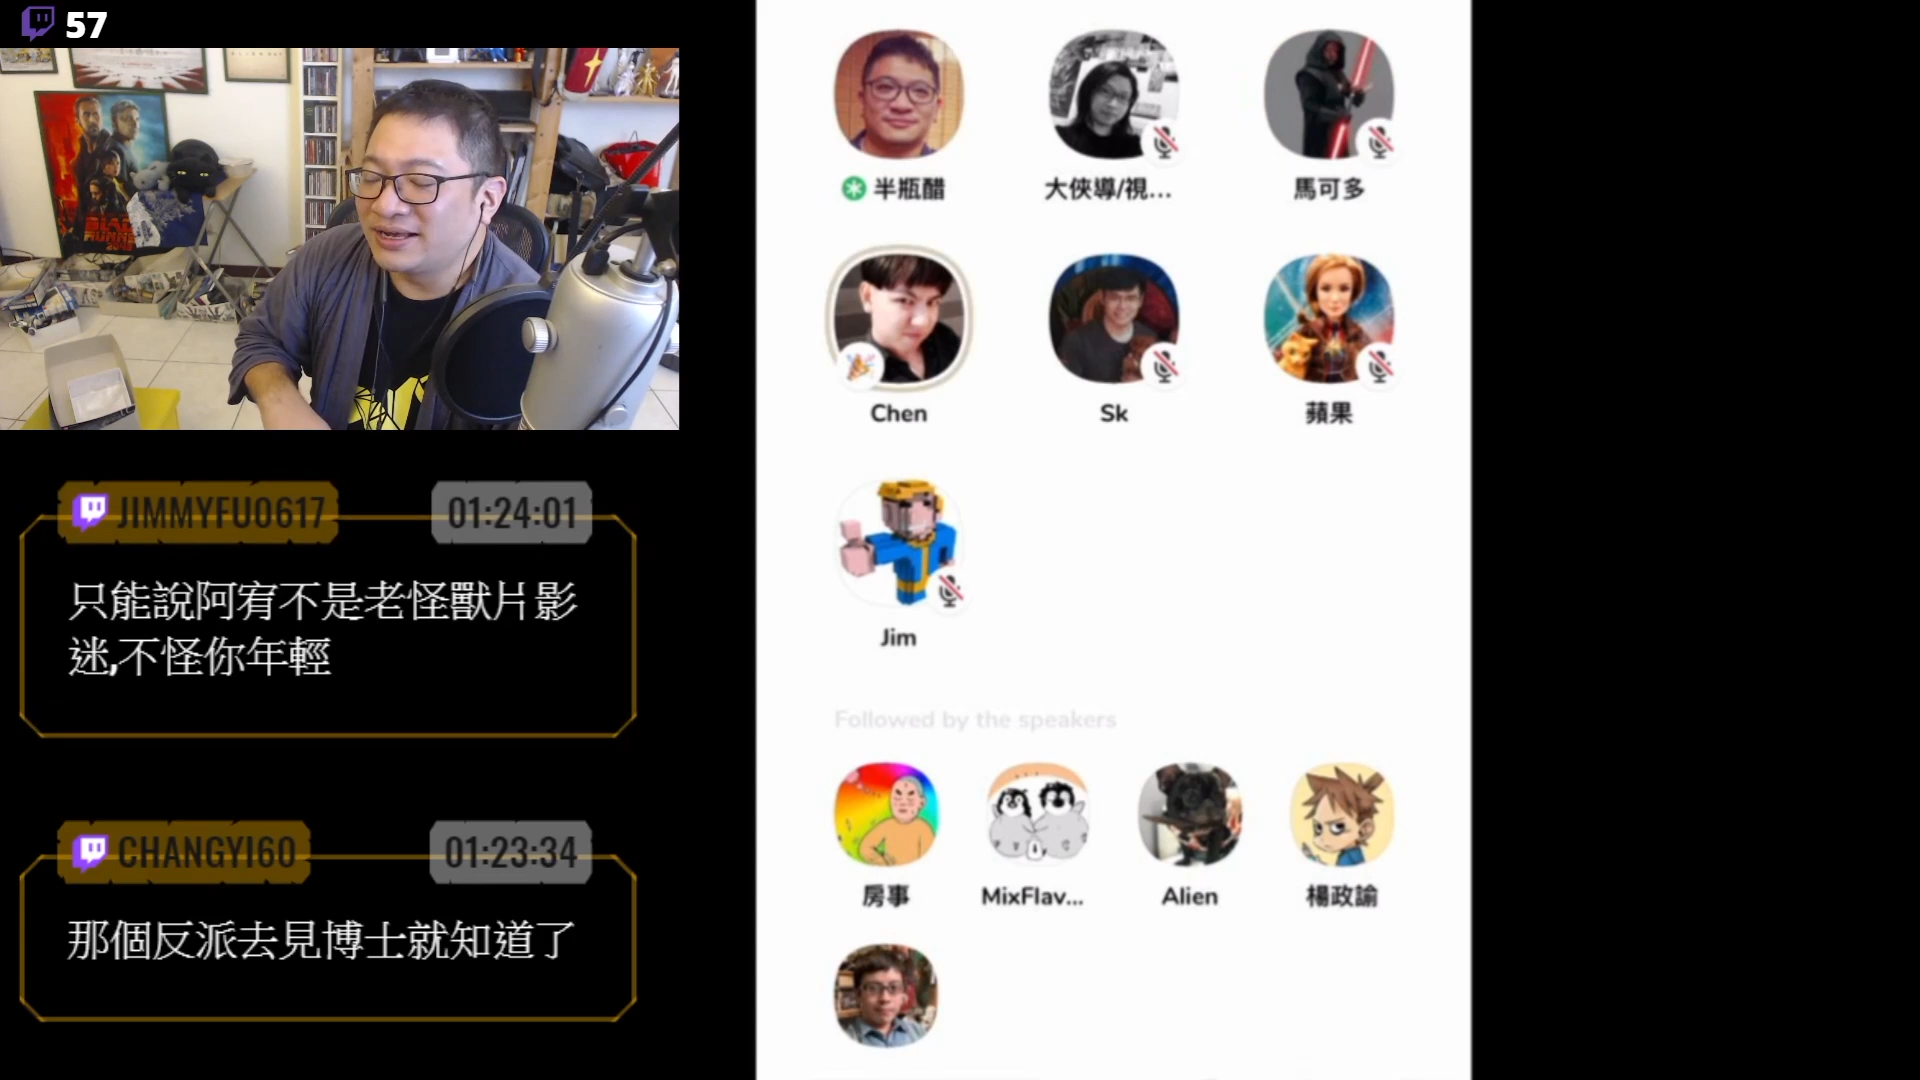 57
BLADE
RUNNER
2049
半瓶醋
大俠導/視...
馬可多
Chen
Sk
蘋果
Jim
Followed by the speakers
房事
MixFlav...
Alien
楊政諭
JIMMYFU0617
01:24:01
只能說阿宥不是老怪獸片影
迷,不怪你年輕
CHANGYI60
01:23:34
那個反派去見博士就知道了